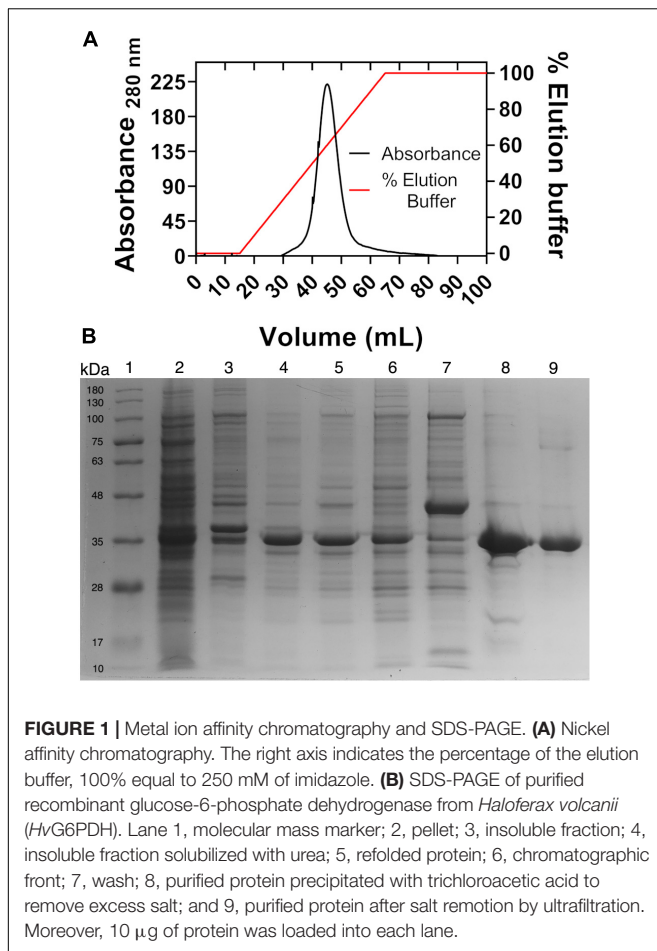 A
Absorbance 280 nm
225
180
135
90
45
0
100
80
60
40
20
0
% Elution buffer
Absorbance
% Elution
Buffer
0 10 20 30 40 50 60 70 80 90 100
Volume (mL)
B
kDa 1 2 3 4 5 6 7 8 9
180
130
100
75
63
48
35
28
17
10
FIGURE 1 | Metal ion affinity chromatography and SDS-PAGE. (A) Nickel
affinity chromatography. The right axis indicates the percentage of the elution
buffer, 100% equal to 250 mM of imidazole. (B) SDS-PAGE of purified
recombinant glucose-6-phosphate dehydrogenase from Haloferax volcanii
(HvG6PDH). Lane 1, molecular mass marker; 2, pellet; 3, insoluble fraction; 4,
insoluble fraction solubilized with urea; 5, refolded protein; 6, chromatographic
front; 7, wash; 8, purified protein precipitated with trichloroacetic acid to
remove excess salt; and 9, purified protein after salt remotion by ultrafiltration.
Moreover, 10 μg of protein was loaded into each lane.